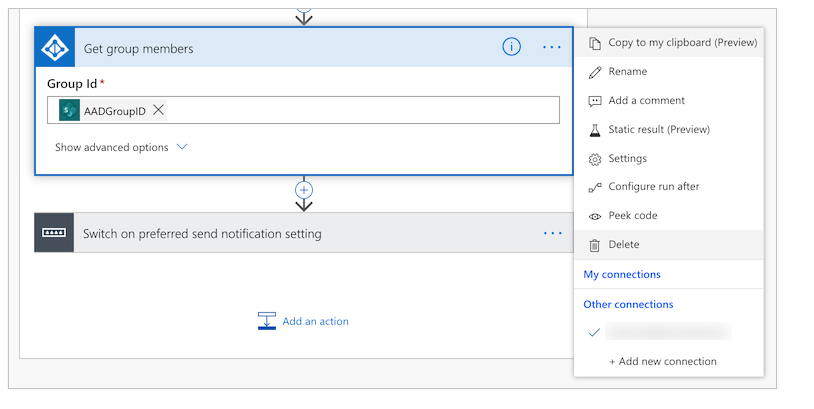 Get group members
Group Id*
AADGroupID
Show advanced options
Switch on preferred send notification setting
Add an action
Copy to my clipboard (Preview)
Rename
Add a comment
Static result (Preview)
Settings
Configure run after
Peek code
Delete
My connections
Other connections
+ Add new connection